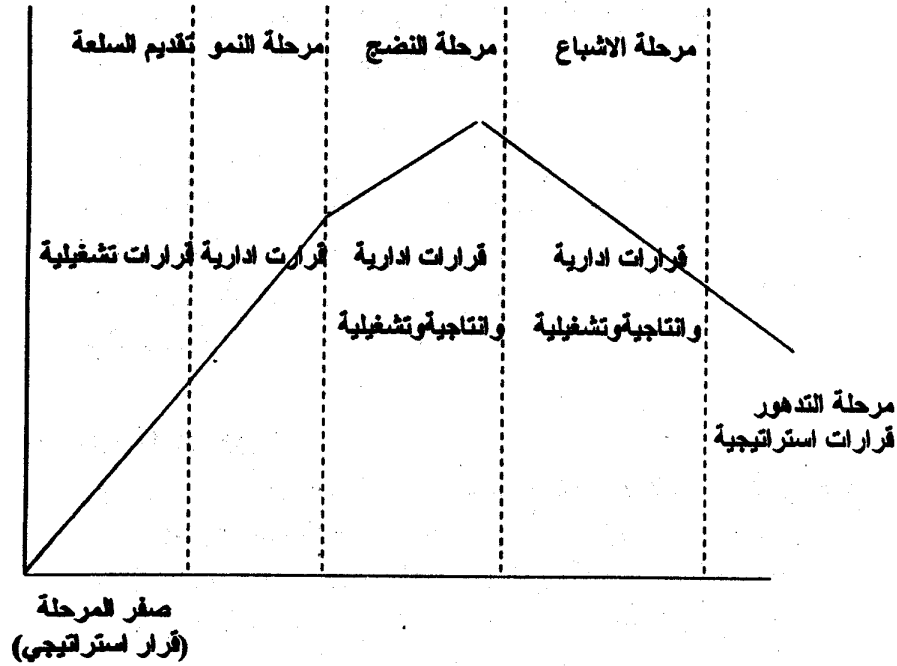 تقديم السلعة
مرحلة النمو
مرحلة النضج
مرحلة الاشباع
قرارات تشغيلية
قرارت ادارية
قرارات ادارية
وانتاجيةوتشغيلية
قرارات ادارية
وانتاجيةوتشغيلية
مرحلة التدهور
قرارات استراتيجية
صفر المرحلة
(قرار استراتيجي)